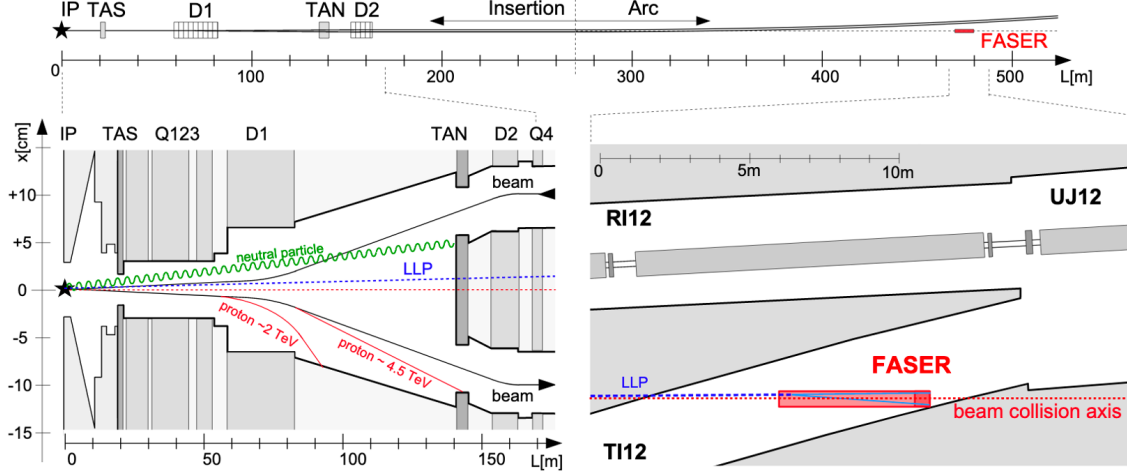 IP TAS D1 TAN D2 Insertion Arc
FASER
0 100 200 300 400 500 L[m]
IP TAS Q123 D1 TAN D2 Q4
x[cm]
+10
+5
0
-5
-10
-15
beam
neutral particle
LLP
proton ~2 TeV
proton ~ 4.5 TeV
beam
0 50 100 150 L[m]
0 5m 10m
RI12
UJ12
FASER
LLP
beam collision axis
TI12